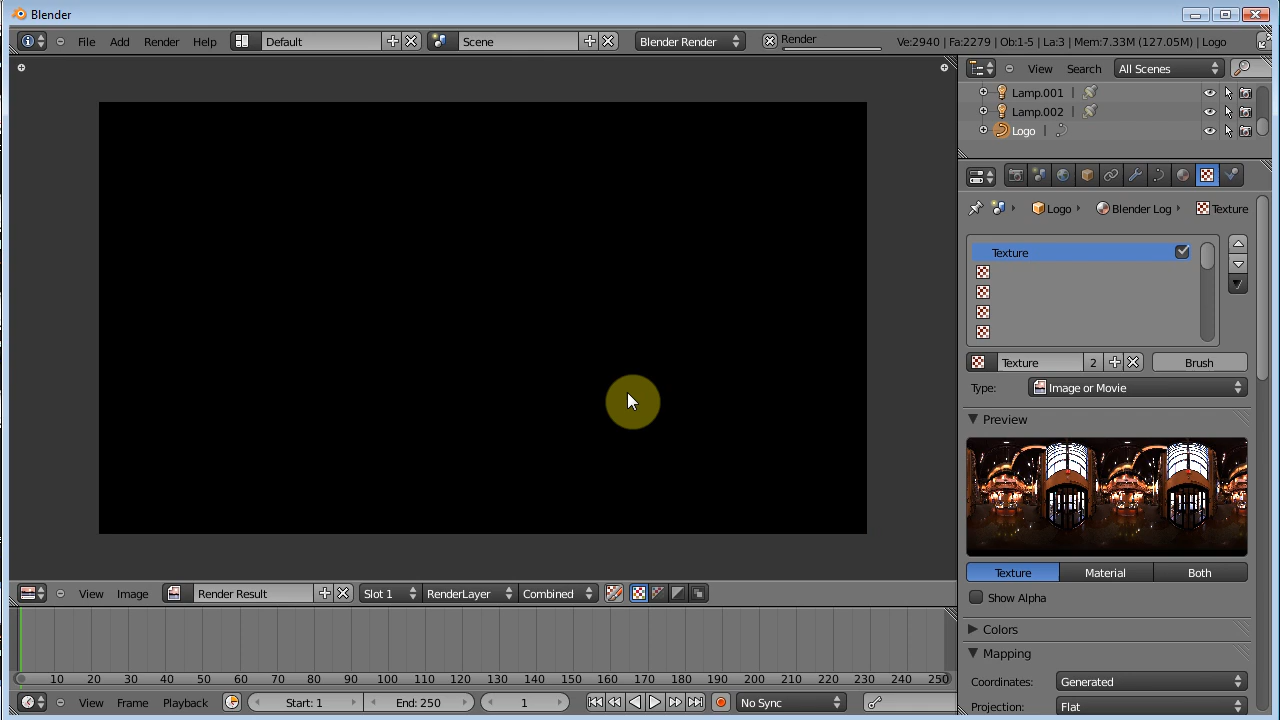 Blender
File Add Render Help Default Scene Blender Render Render Ve:2940 | Fa:2279 | Ob:1-5 | La:3 | Mem:7.33M (127.05M) | Logo
View Search All Scenes
Lamp.001
Lamp.002
Logo
Logo Blender Log Texture
Texture
Texture 2 Brush
Type: Image or Movie
Preview
Texture Material Both
Show Alpha
Colors
Mapping
Coordinates: Generated
Projection: Flat
View Image Render Result Slot 1 RenderLayer Combined
10 20 30 40 50 60 70 80 90 100 110 120 130 140 150 160 170 180 190 200 210 220 230 240 250
View Frame Playback Start: 1 End: 250 1 No Sync